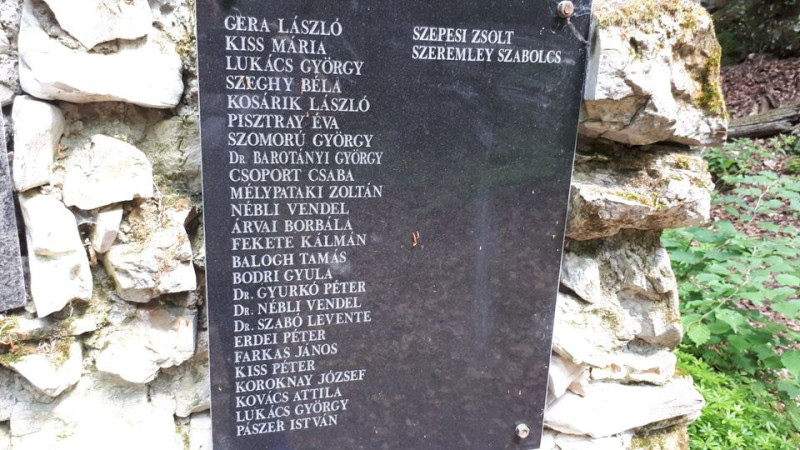 GERA LÁSZLÓ
KISS MÁRIA
LUKÁCS GYÖRGY
SZEGHY BÉLA
KOSÁRIK LÁSZLÓ
PISZTRAY ÉVA
SZOMORÚ GYÖRGY
DR. BAROTÁNYI GYÖRGY
CSOPORT CSABA
MÉLYPATAKI ZOLTÁN
NÉBLI VENDEL
ÁRVAI BORBÁLA
FEKETE KÁLMÁN
BALOGH TAMÁS
BODRI GYULA
DR. GYURKÓ PÉTER
DR. NÉBLI VENDEL
DR. SZABÓ LEVENTE
ERDEI PÉTER
FARKAS JÁNOS
KISS PÉTER
KOROKNAY JÓZSEF
KOVÁCS ATTILA
LUKÁCS GYÖRGY
PÁSZER ISTVÁN
SZEPESI ZSOLT
SZEREMLEY SZABOLCS